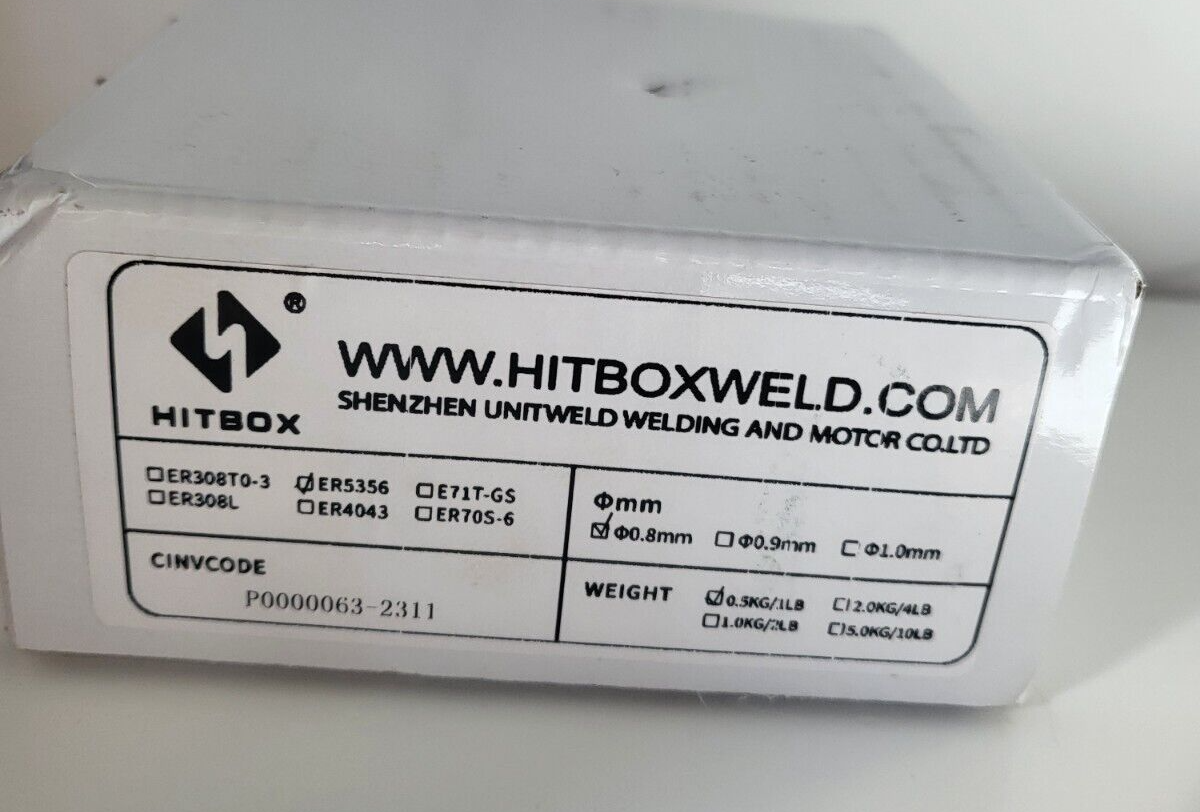 ®
HITBOX
WWW.HITBOXWELD.COM
SHENZHEN UNITWELD WELDING AND MOTOR CO.LTD
☐ER308T0-3 ☑ER5356 ☐E71T-GS
☐ER308L ☐ER4043 ☐ER70S-6
Φmm
☑Φ0.8mm ☐Φ0.9mm ☐Φ1.0mm
CINVCODE
P0000063-2311
WEIGHT ☑0.5KG/1LB ☐2.0KG/4LB
☐1.0KG/2LB ☐5.0KG/10LB